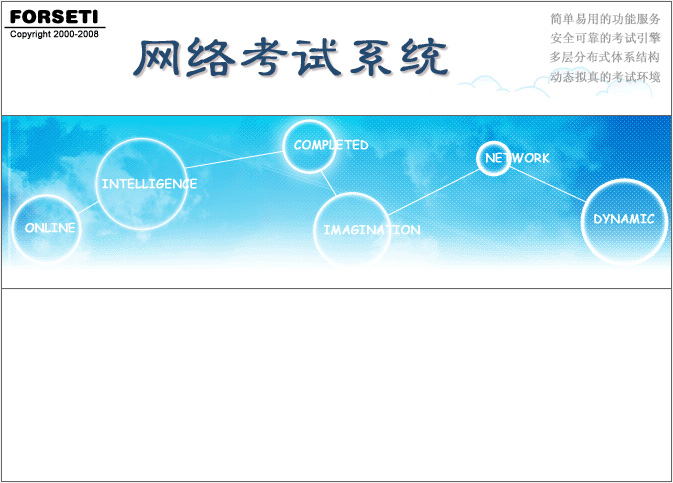 FORSETI
Copyright 2000-2008
网络考试系统
简单易用的功能服务
安全可靠的考试引擎
多层分布式体系结构
动态拟真的考试环境
COMPLETED
NETWORK
INTELLIGENCE
DYNAMIC
ONLINE
IMAGINATION